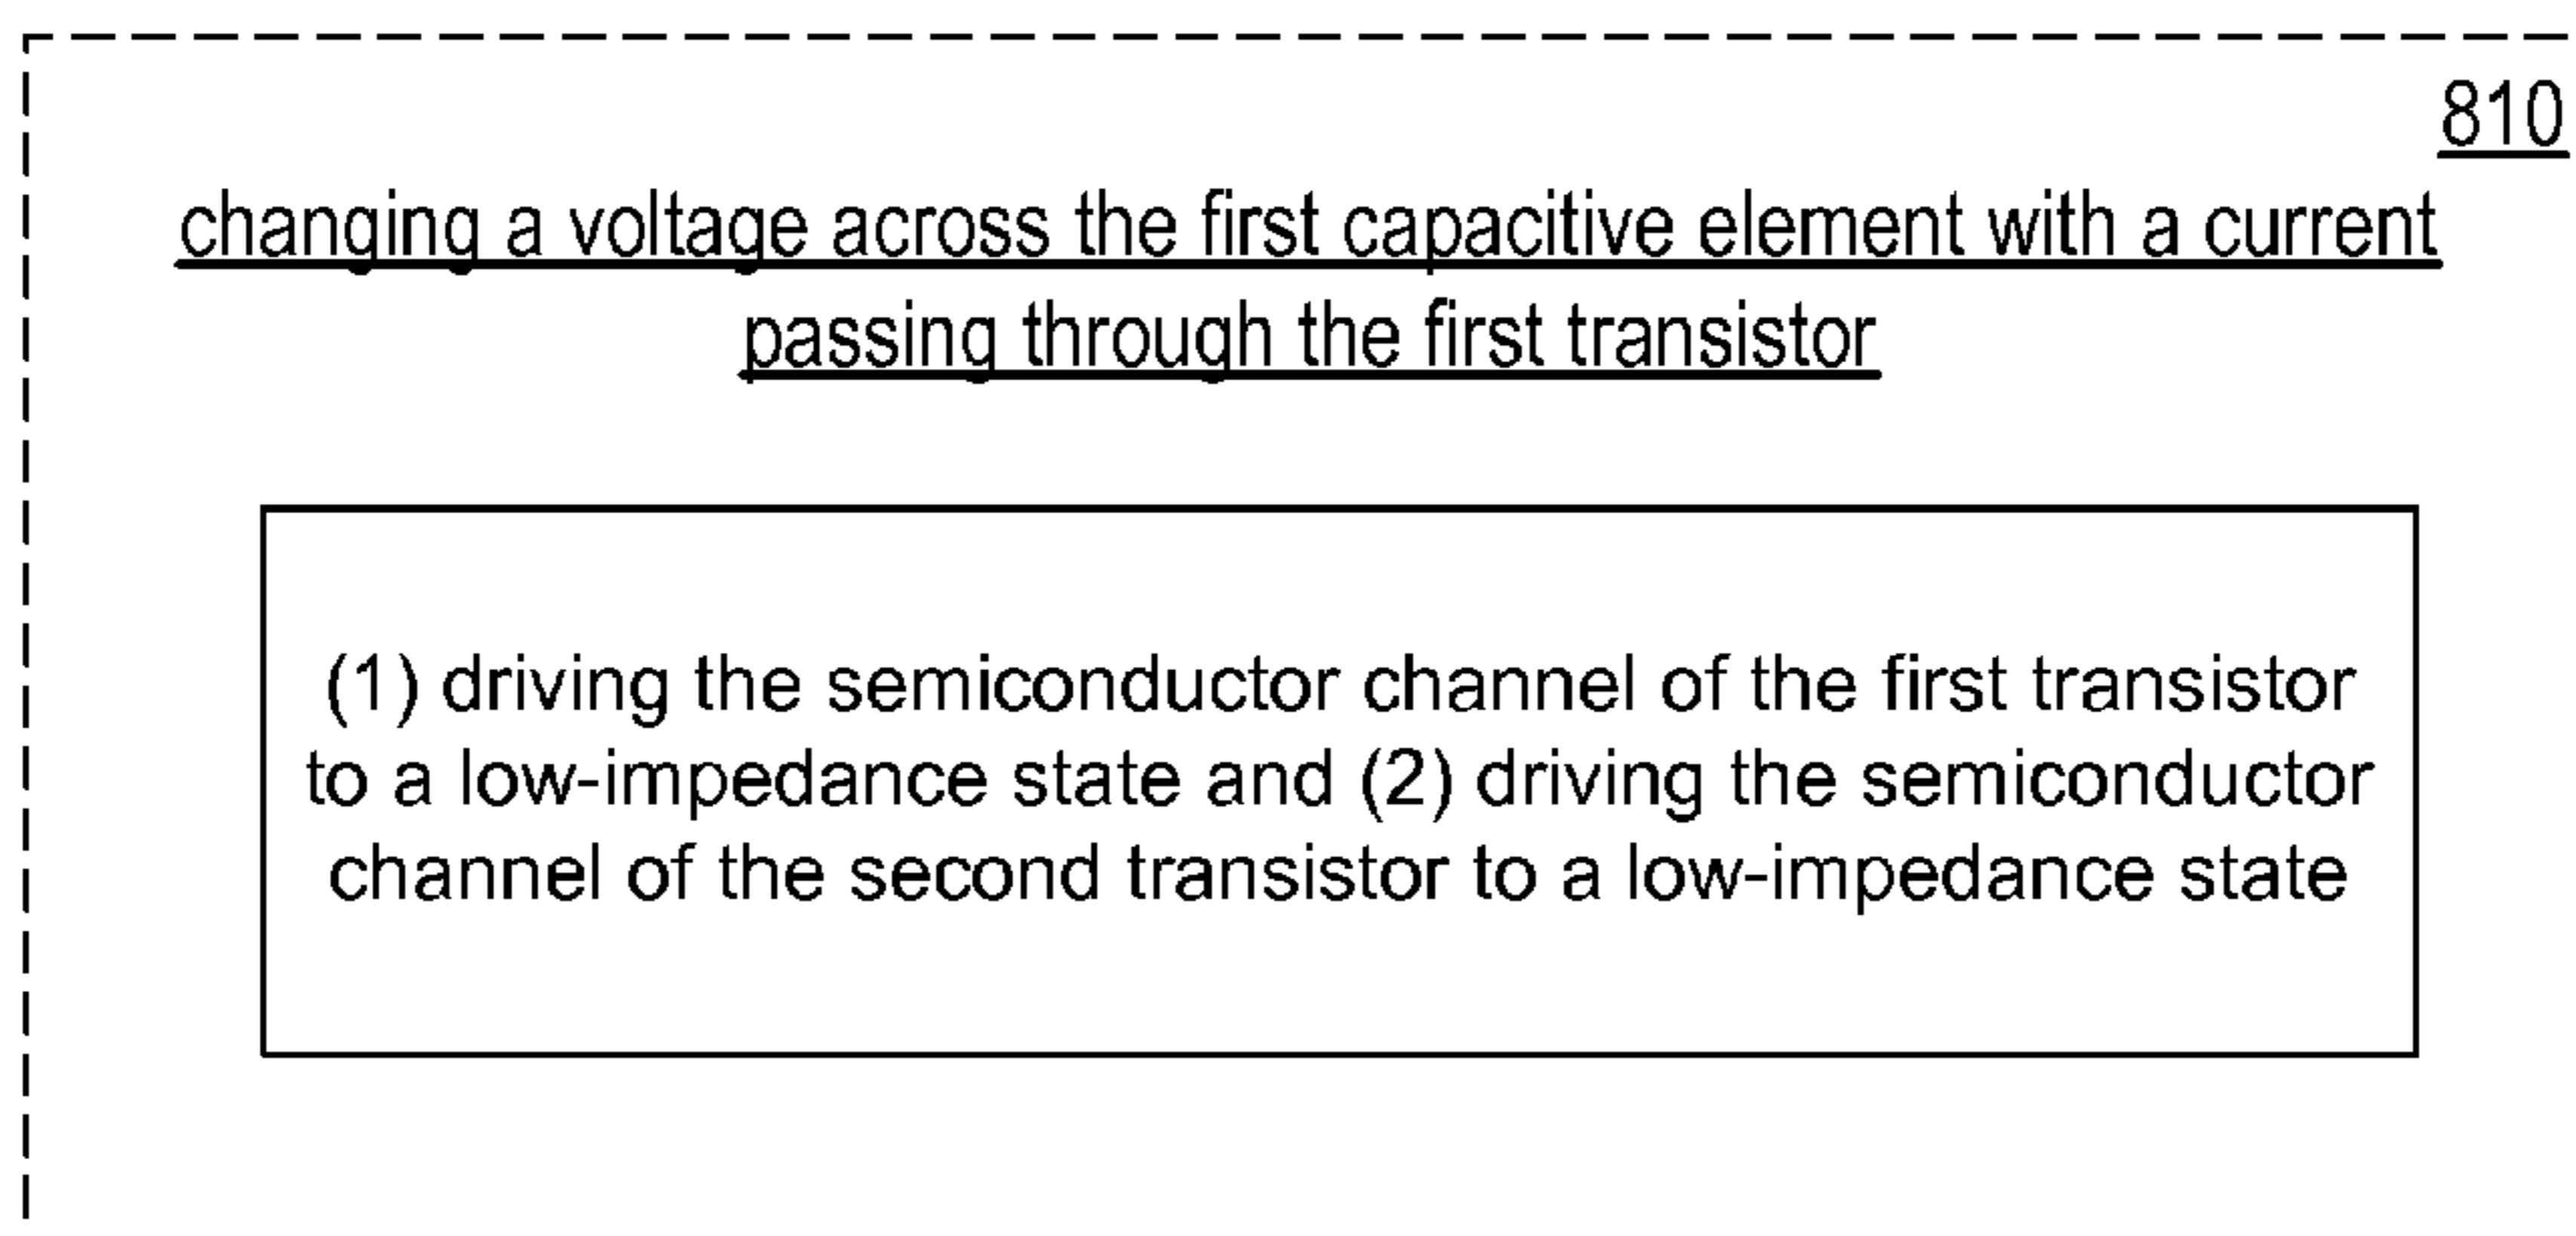 810
changing a voltage across the first capacitive element with a current
passing through the first transistor
(1) driving the semiconductor channel of the first transistor
to a low-impedance state and (2) driving the semiconductor
channel of the second transistor to a low-impedance state